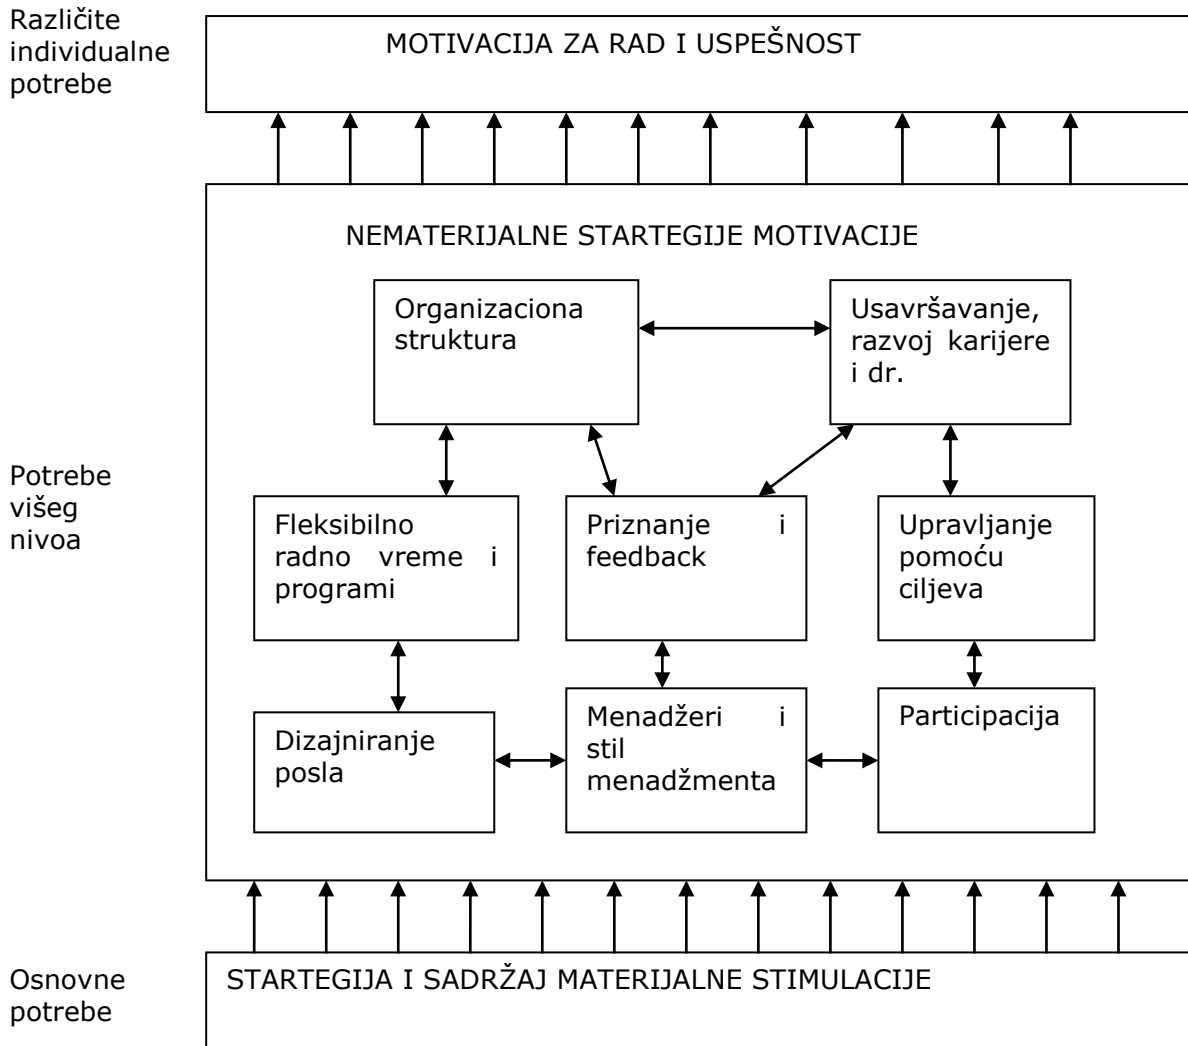 Različite
individualne
potrebe
MOTIVACIJA ZA RAD I USPEŠNOST
NEMATERIJALNE STARTEGIJE MOTIVACIJE
Organizaciona
struktura
Usavršavanje,
razvoj karijere
i dr.
Potrebe
višeg
nivoa
Fleksibilno
radno vreme i
programi
Priznanje i
feedback
Upravljanje
pomoću
ciljeva
Dizajniranje
posla
Menadžeri i
stil
menadžmenta
Participacija
Osnovne
potrebe
STARTEGIJA I SADRŽAJ MATERIJALNE STIMULACIJE